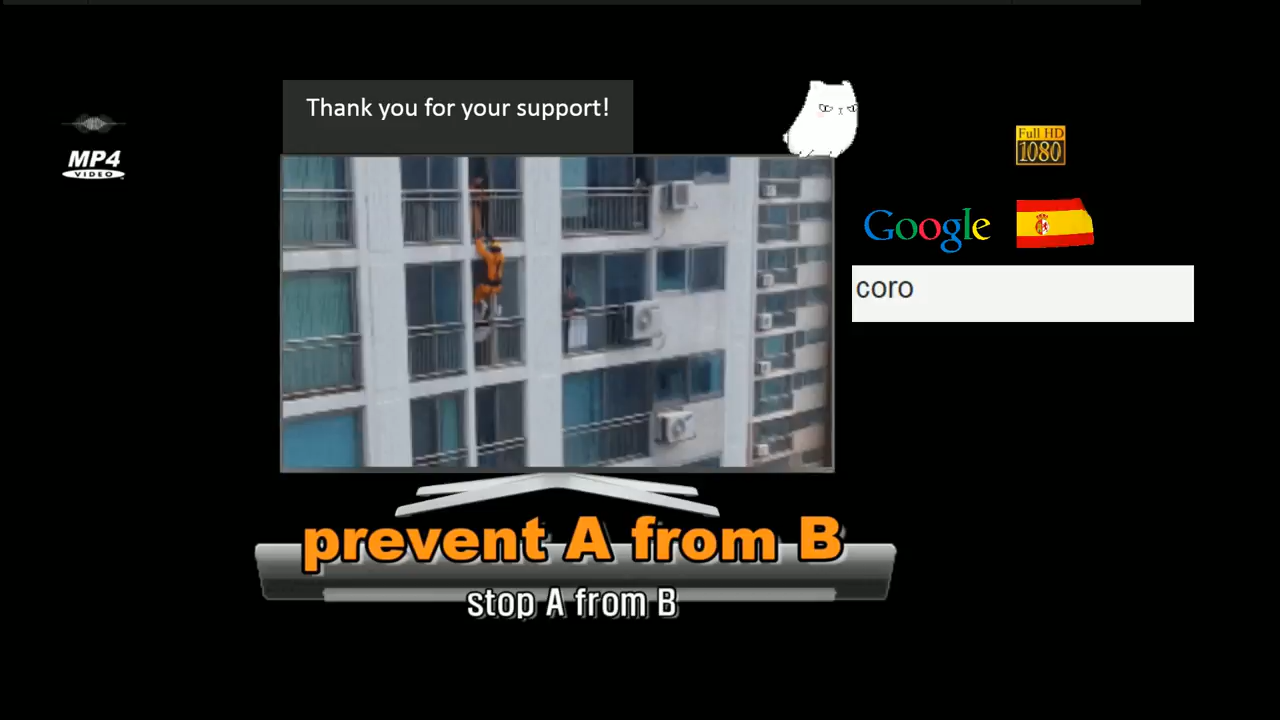 Thank you for your support!
MP4
VIDEO
Full HD
1080
Google
coro
prevent A from B
stop A from B